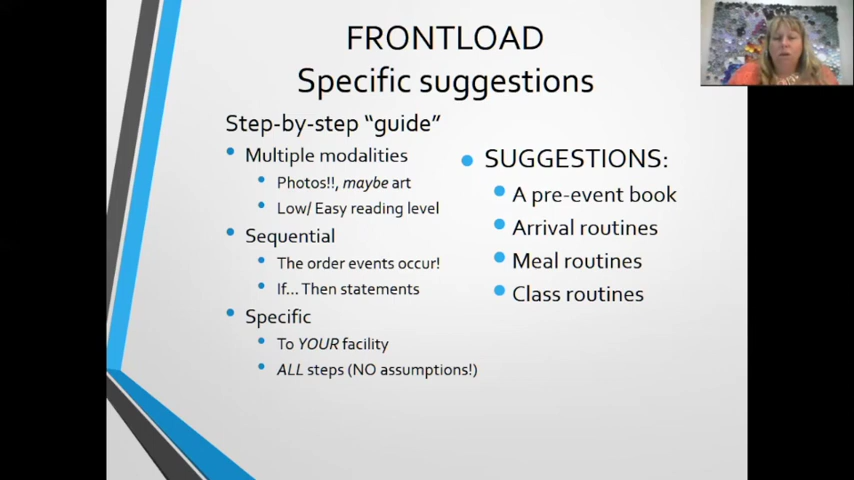 FRONTLOAD
Specific suggestions
Step-by-step “guide”
Multiple modalities
Photos!!, maybe art
Low/ Easy reading level
Sequential
The order events occur!
If... Then statements
Specific
To YOUR facility
ALL steps (NO assumptions!)
SUGGESTIONS:
A pre-event book
Arrival routines
Meal routines
Class routines